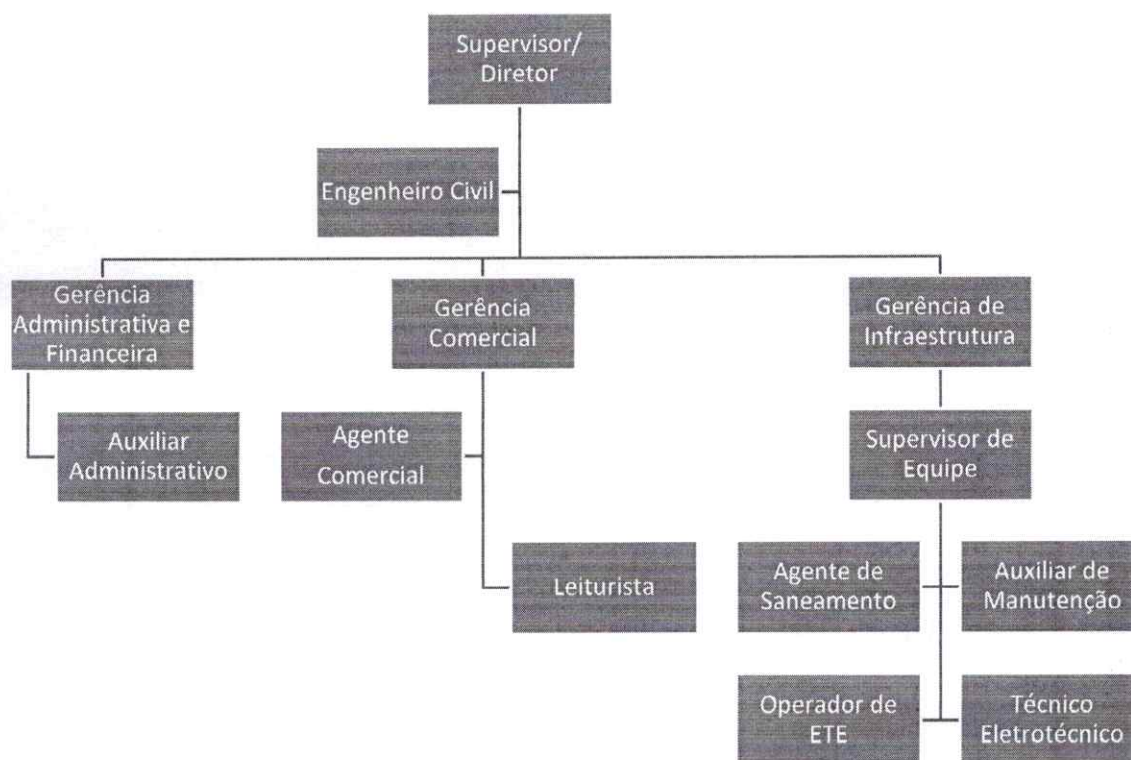 Supervisor/
Diretor
Engenheiro Civil
Gerência
Administrativa e
Financeira
Gerência
Comercial
Gerência de
Infraestrutura
Auxiliar
Administrativo
Agente
Comercial
Supervisor de
Equipe
Leiturista
Agente de
Saneamento
Auxiliar de
Manutenção
Operador de
ETE
Técnico
Eletrotécnico